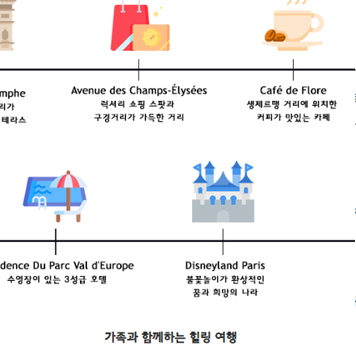 mphe
리가
테라스
Avenue des Champs-Élysées
럭셔리 쇼핑 스팟과
구경거리가 가득한 거리
Café de Flore
생제르맹 거리에 위치한
커피가 맛있는 카페
dence Du Parc Val d'Europe
수영장이 있는 3성급 호텔
Disneyland Paris
불꽃놀이가 환상적인
꿈과 희망의 나라
가족과 함께하는 힐링 여행